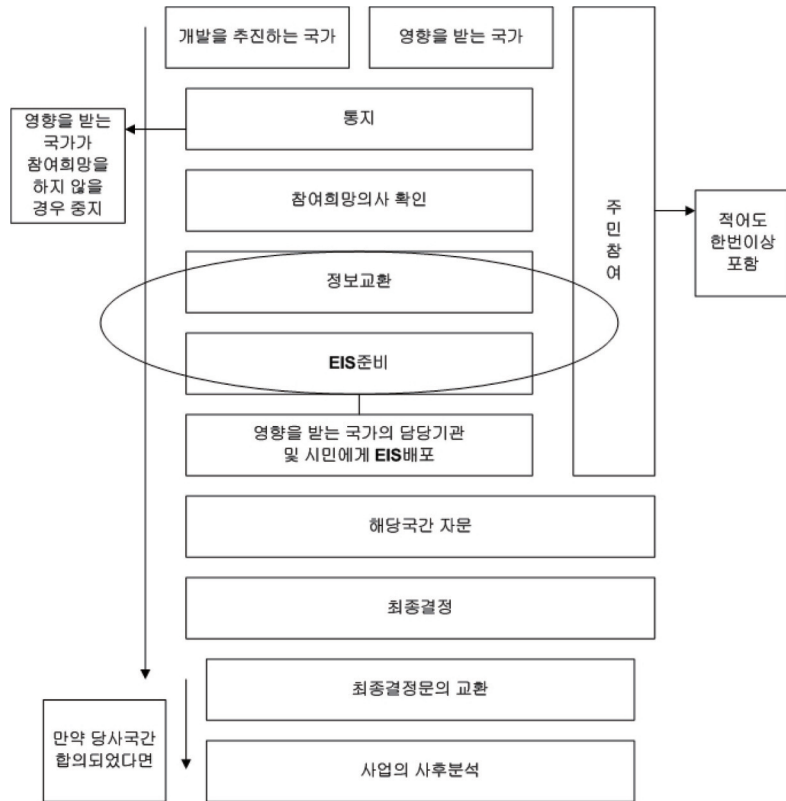 개발을 추진하는 국가
영향을 받는 국가
통지
영향을 받는
국가가
참여희망을
하지 않을
경우 중지
참여희망의사 확인
주
민
참
여
적어도
한번이상
포함
정보교환
EIS준비
영향을 받는 국가의 담당기관
및 시민에게 EIS배포
해당국간 자문
최종결정
최종결정문의 교환
만약 당사국간
합의되었다면
사업의 사후분석